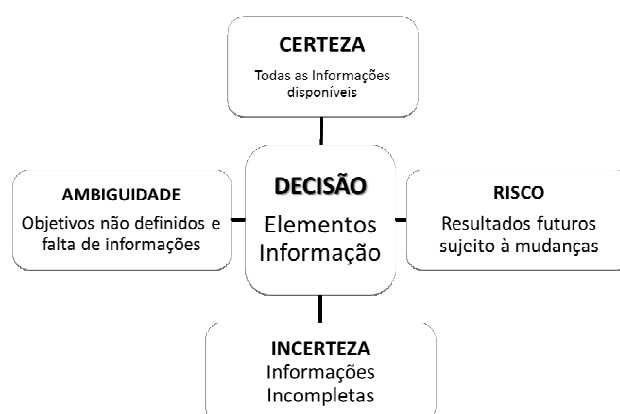 CERTEZA
Todas as Informações
disponíveis
AMBIGUIDADE
Objetivos não definidos e
falta de informações
DECISÃO
Elementos
Informação
RISCO
Resultados futuros
sujeito à mudanças
INCERTEZA
Informações
Incompletas